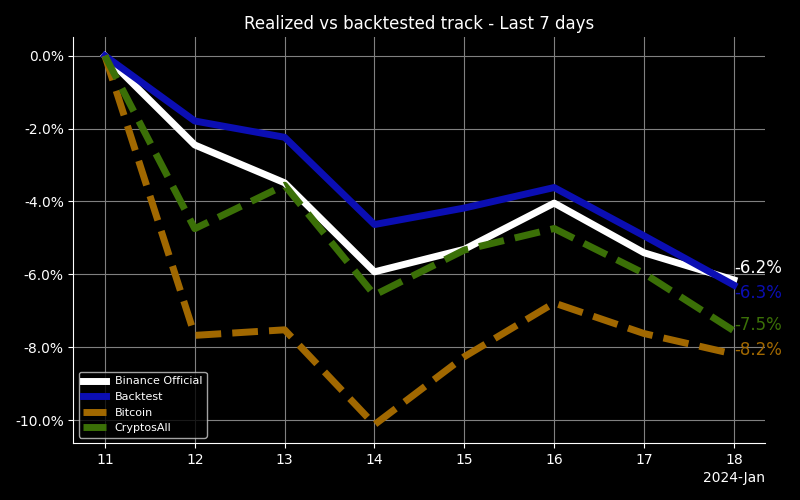 Realized vs backtested track - Last 7 days
0.0%
-2.0%
-4.0%
-6.0%
-8.0%
-10.0%
-6.2%
-6.3%
-7.5%
-8.2%
Binance Official
Backtest
Bitcoin
CryptosAll
11 12 13 14 15 16 17 18
2024-Jan